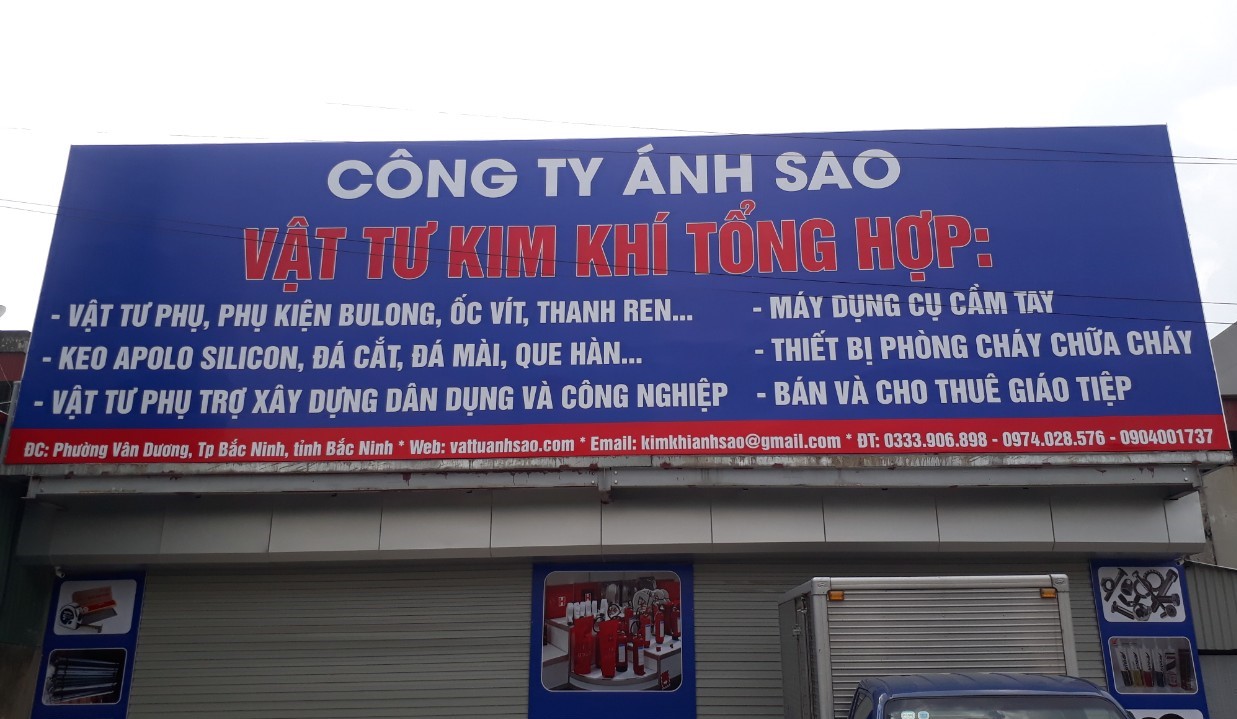 CÔNG TY ÁNH SAO
VẬT TƯ KIM KHÍ TỔNG HỢP:
- VẬT TƯ PHỤ, PHỤ KIỆN BULONG, ỐC VÍT, THANH REN...
- KEO APOLO SILICON, ĐÁ CẮT, ĐÁ MÀI, QUE HÀN...
- VẬT TƯ PHỤ TRỢ XÂY DỰNG DÂN DỤNG VÀ CÔNG NGHIỆP
- MÁY DỤNG CỤ CẦM TAY
- THIẾT BỊ PHÒNG CHÁY CHỮA CHÁY
- BÁN VÀ CHO THUÊ GIÁO TIỆP
ĐC: Phường Vân Dương, Tp Bắc Ninh, tỉnh Bắc Ninh * Web: vattuanhsao.com * Email: kimkhianhsao@gmail.com * ĐT: 0333.906.898 - 0974.028.576 - 0904001737